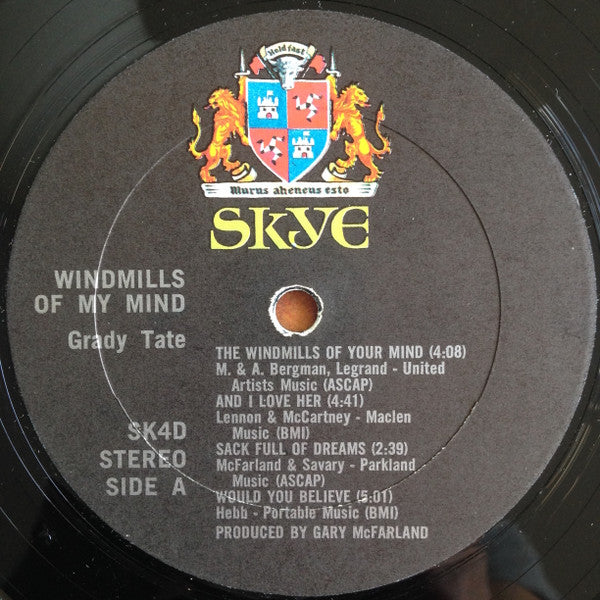 Hold fast
Murus aheneus esto
SKYE
WINDMILLS
OF MY MIND
Grady Tate
SK4D
STEREO
SIDE A
THE WINDMILLS OF YOUR MIND (4:08)
M. & A. Bergman, Legrand - United
Artists Music (ASCAP)
AND I LOVE HER (4:41)
Lennon & McCartney - Maclen
Music (BMI)
SACK FULL OF DREAMS (2:39)
McFarland & Savary - Parkland
Music (ASCAP)
WOULD YOU BELIEVE (5:01)
Hebb - Portable Music (BMI)
PRODUCED BY GARY McFARLAND